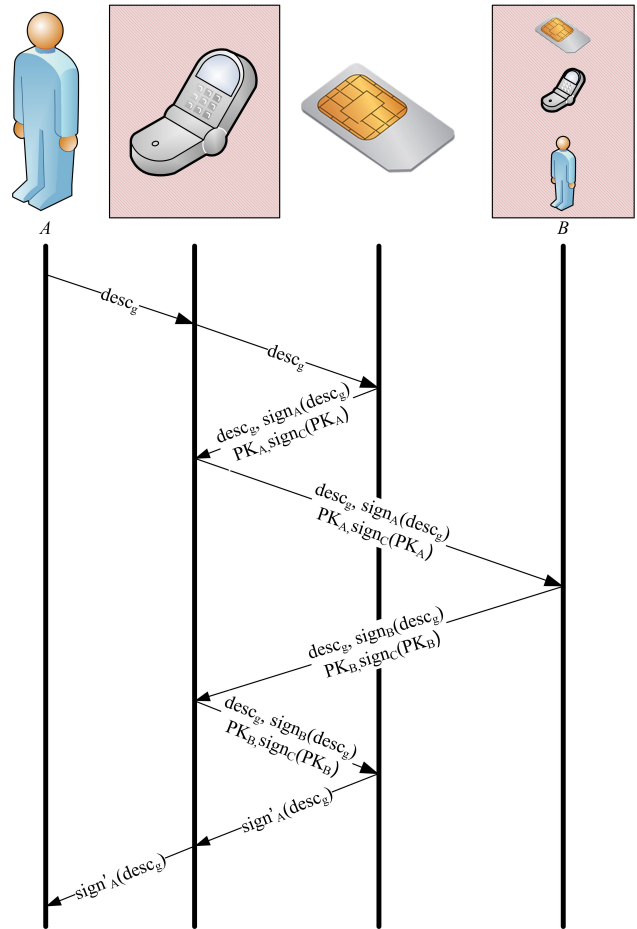 A
B
desc_g
desc_g
desc_g, sign_A(desc_g)
PK_A,sign_C(PK_A)
desc_g, sign_A(desc_g)
PK_A,sign_C(PK_A)
desc_g, sign_B(desc_g)
PK_B,sign_C(PK_B)
desc_g, sign_B(desc_g)
PK_B,sign_C(PK_B)
sign'_A(desc_g)
sign'_A(desc_g)